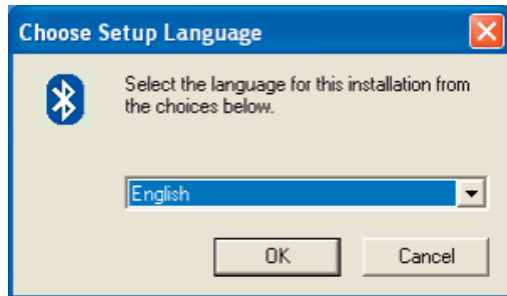 Choose Setup Language
Select the language for this installation from
the choices below.
English
OK
Cancel